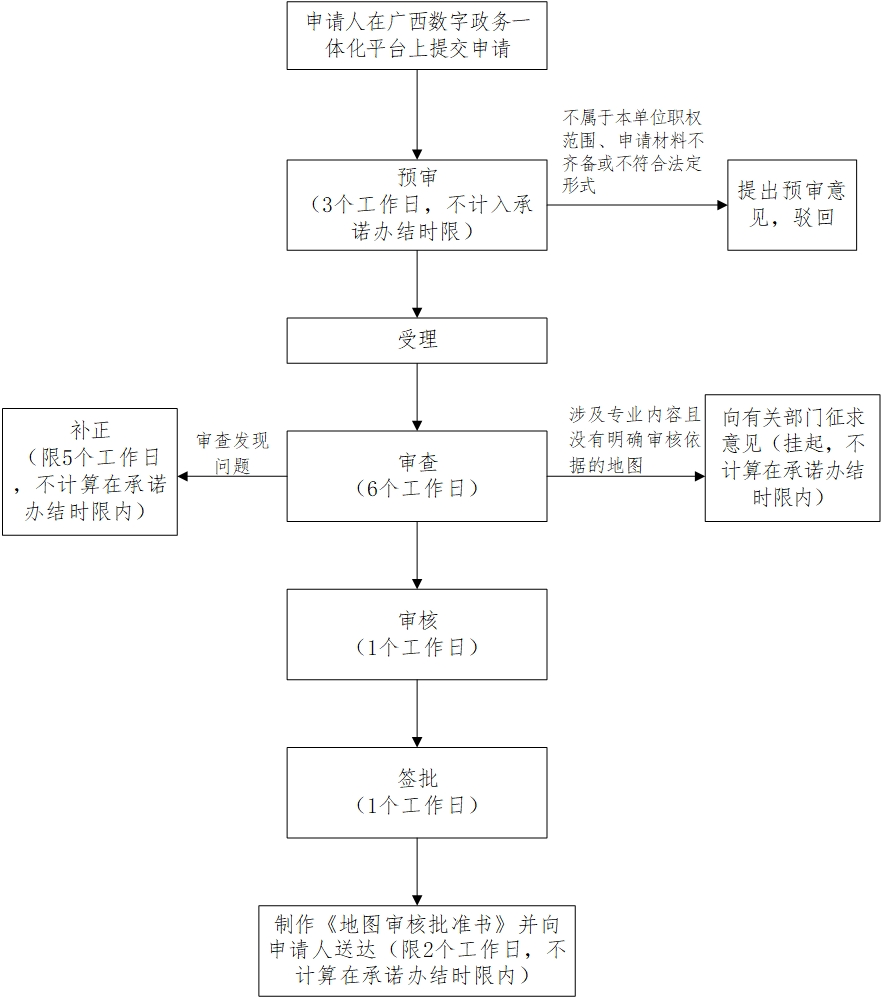 申请人在广西数字政务一
体化平台上提交申请
不属于本单位职权
范围、申请材料不
齐备或不符合法定
形式
预审
（3个工作日，不计入承
诺办结时限）
提出预审意
见，驳回
受理
补正
（限5个工作日
，不计算在承诺
办结时限内）
审查发现
问题
审查
（6个工作日）
涉及专业内容且
没有明确审核依
据的地图
向有关部门征求
意见（挂起，不
计算在承诺办结
时限内）
审核
（1个工作日）
签批
（1个工作日）
制作《地图审核批准书》并向
申请人送达（限2个工作日，不
计算在承诺办结时限内）